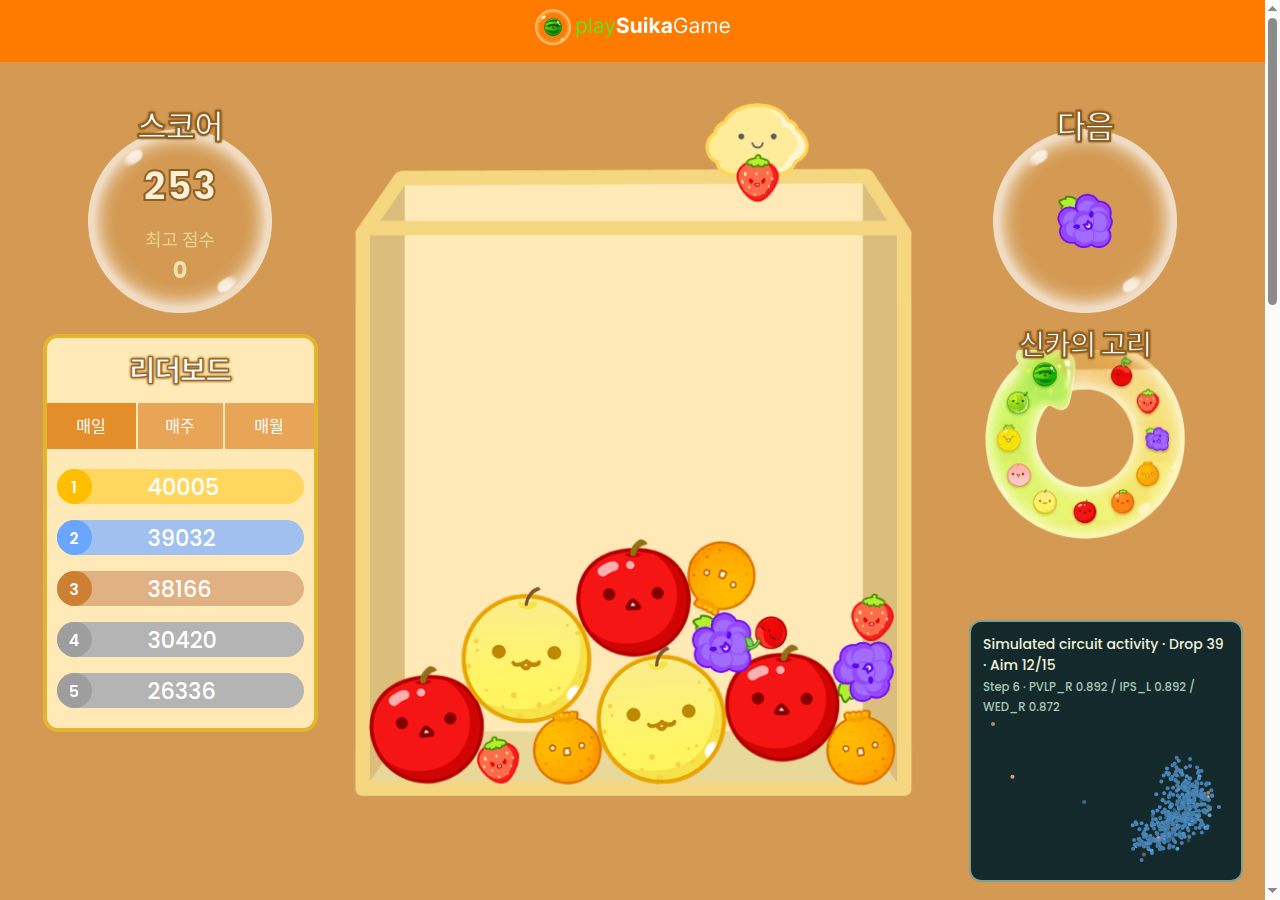 playSuikaGame
스코어
253
최고 점수
0
다음
리더보드
매일 매주 매월
1 40005
2 39032
3 38166
4 30420
5 26336
신카의 고리
Simulated circuit activity · Drop 39
· Aim 12/15
Step 6 · PVLP_R 0.892 / IPS_L 0.892 /
WED_R 0.872